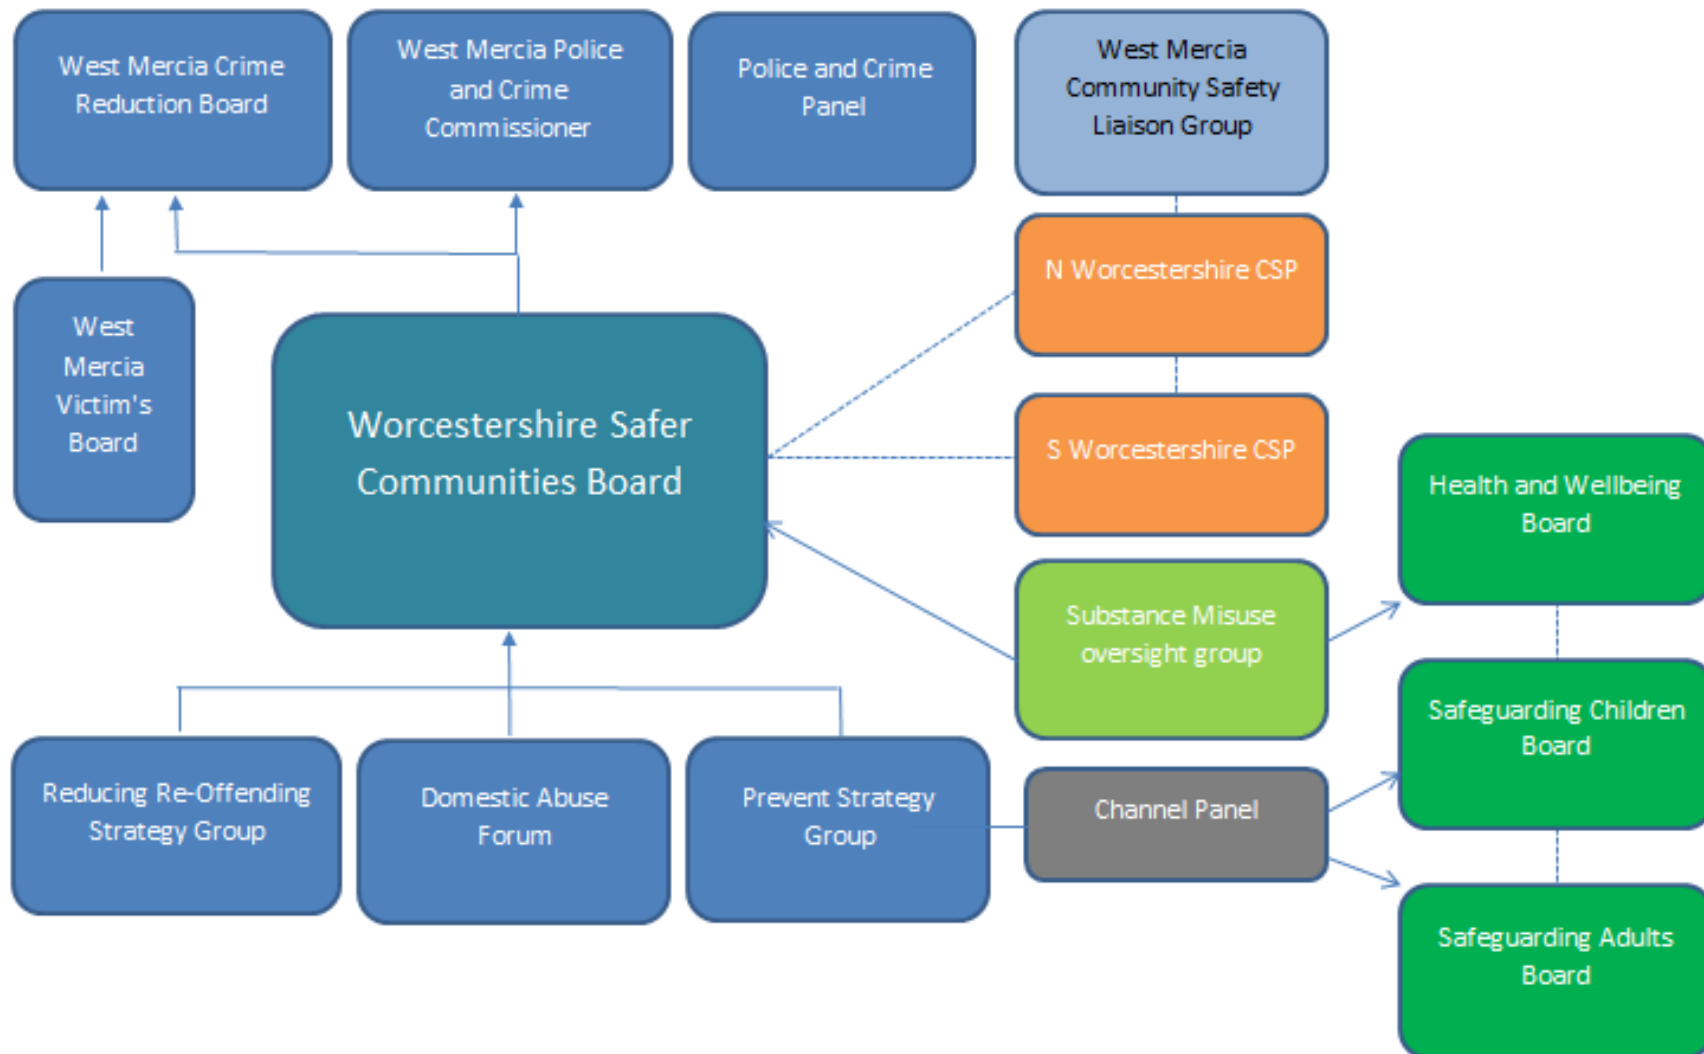 West Mercia Crime
Reduction Board
West Mercia Police
and Crime
Commissioner
Police and Crime
Panel
West Mercia
Community Safety
Liaison Group
N Worcestershire CSP
West
Mercia
Victim's
Board
Worcestershire Safer
Communities Board
S Worcestershire CSP
Health and Wellbeing
Board
Substance Misuse
oversight group
Safeguarding Children
Board
Reducing Re-Offending
Strategy Group
Domestic Abuse
Forum
Prevent Strategy
Group
Channel Panel
Safeguarding Adults
Board